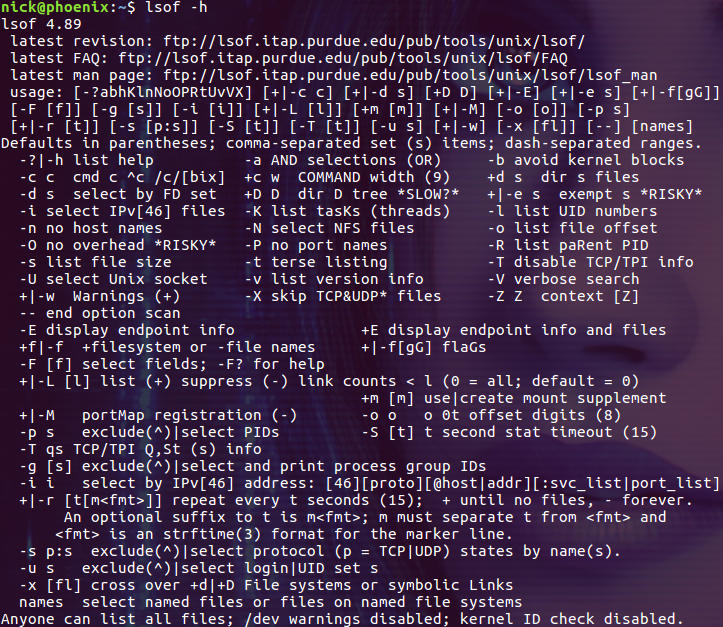 nick@phoenix:~$ lsof -h
lsof 4.89
 latest revision: ftp://lsof.itap.purdue.edu/pub/tools/unix/lsof/
 latest FAQ: ftp://lsof.itap.purdue.edu/pub/tools/unix/lsof/FAQ
 latest man page: ftp://lsof.itap.purdue.edu/pub/tools/unix/lsof/lsof_man
 usage: [-?abhKlnNoOPRtUvVX] [+|-c c] [+|-d s] [+D D] [+|-E] [+|-e s] [+|-f[gG]]
 [-F [f]] [-g [s]] [-i [i]] [+|-L [l]] [+m [m]] [+|-M] [-o [o]] [-p s]
 [+|-r [t]] [-s [p:s]] [-S [t]] [-T [t]] [-u s] [+|-w] [-x [fl]] [--] [names]
Defaults in parentheses; comma-separated set (s) items; dash-separated ranges.
  -?|-h list help          -a AND selections (OR)     -b avoid kernel blocks
  -c c  cmd c ^c /c/[bix]  +c w  COMMAND width (9)    +d s  dir s files
  -d s  select by FD set   +D D  dir D tree *SLOW?*   +|-e s  exempt s *RISKY*
  -i select IPv[46] files  -K list tasKs (threads)    -l list UID numbers
  -n no host names         -N select NFS files        -o list file offset
  -O no overhead *RISKY*   -P no port names           -R list paRent PID
  -s list file size        -t terse listing           -T disable TCP/TPI info
  -U select Unix socket    -v list version info       -V verbose search
  +|-w  Warnings (+)       -X skip TCP&UDP* files     -Z Z  context [Z]
  -- end option scan
  -E display endpoint info              +E display endpoint info and files
  +f|-f  +filesystem or -file names     +|-f[gG] flaGs
  -F [f] select fields; -F? for help
  +|-L [l] list (+) suppress (-) link counts < l (0 = all; default = 0)
                                        +m [m] use|create mount supplement
  +|-M   portMap registration (-)       -o o   o 0t offset digits (8)
  -p s   exclude(^)|select PIDs         -S [t] t second stat timeout (15)
  -T qs TCP/TPI Q,St (s) info
  -g [s] exclude(^)|select and print process group IDs
  -i i   select by IPv[46] address: [46][proto][@host|addr][:svc_list|port_list]
  +|-r [t[m<fmt>]] repeat every t seconds (15);  + until no files, - forever.
       An optional suffix to t is m<fmt>; m must separate t from <fmt> and
      <fmt> is an strftime(3) format for the marker line.
  -s p:s  exclude(^)|select protocol (p = TCP|UDP) states by name(s).
  -u s   exclude(^)|select login|UID set s
  -x [fl] cross over +d|+D File systems or symbolic Links
  names  select named files or files on named file systems
Anyone can list all files; /dev warnings disabled; kernel ID check disabled.